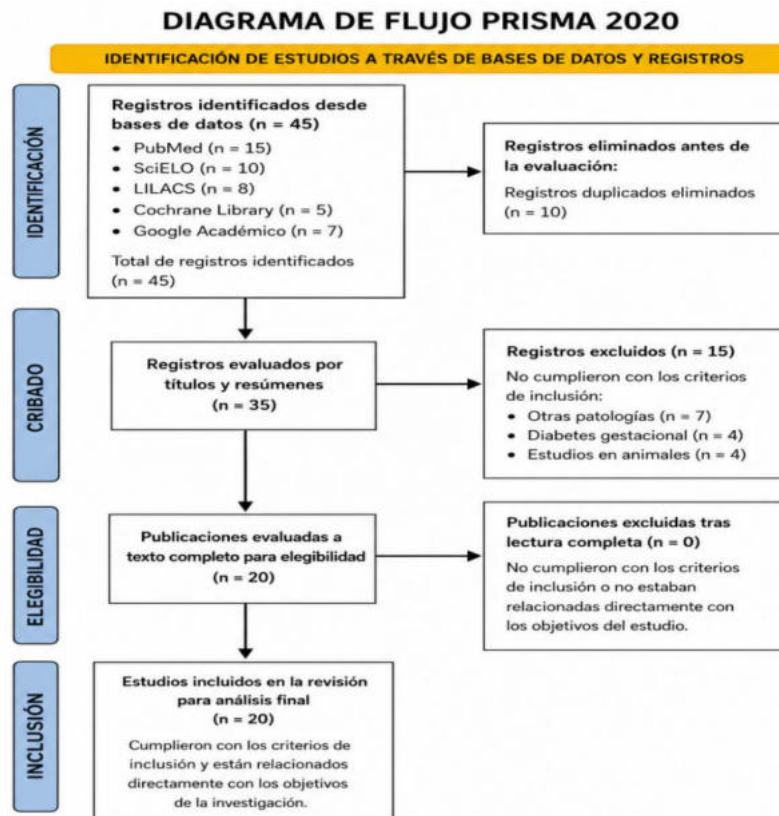 DIAGRAMA DE FLUJO PRISMA 2020
IDENTIFICACIÓN DE ESTUDIOS A TRAVÉS DE BASES DE DATOS Y REGISTROS
IDENTIFICACIÓN
Registros identificados desde
bases de datos (n = 45)
• PubMed (n = 15)
• SciELO (n = 10)
• LILACS (n = 8)
• Cochrane Library (n = 5)
• Google Académico (n = 7)
Total de registros identificados
(n = 45)
Registros eliminados antes de
la evaluación:
Registros duplicados eliminados
(n = 10)
CRIBADO
Registros evaluados por
títulos y resúmenes
(n = 35)
Registros excluidos (n = 15)
No cumplieron con los criterios
de inclusión:
• Otras patologías (n = 7)
• Diabetes gestacional (n = 4)
• Estudios en animales (n = 4)
ELEGIBILIDAD
Publicaciones evaluadas a
texto completo para elegibilidad
(n = 20)
Publicaciones excluidas tras
lectura completa (n = 0)
No cumplieron con los criterios
de inclusión o no estaban
relacionadas directamente con
los objetivos del estudio.
INCLUSIÓN
Estudios incluidos en la revisión
para análisis final
(n = 20)
Cumplieron con los criterios de
inclusión y están relacionados
directamente con los objetivos
de la investigación.